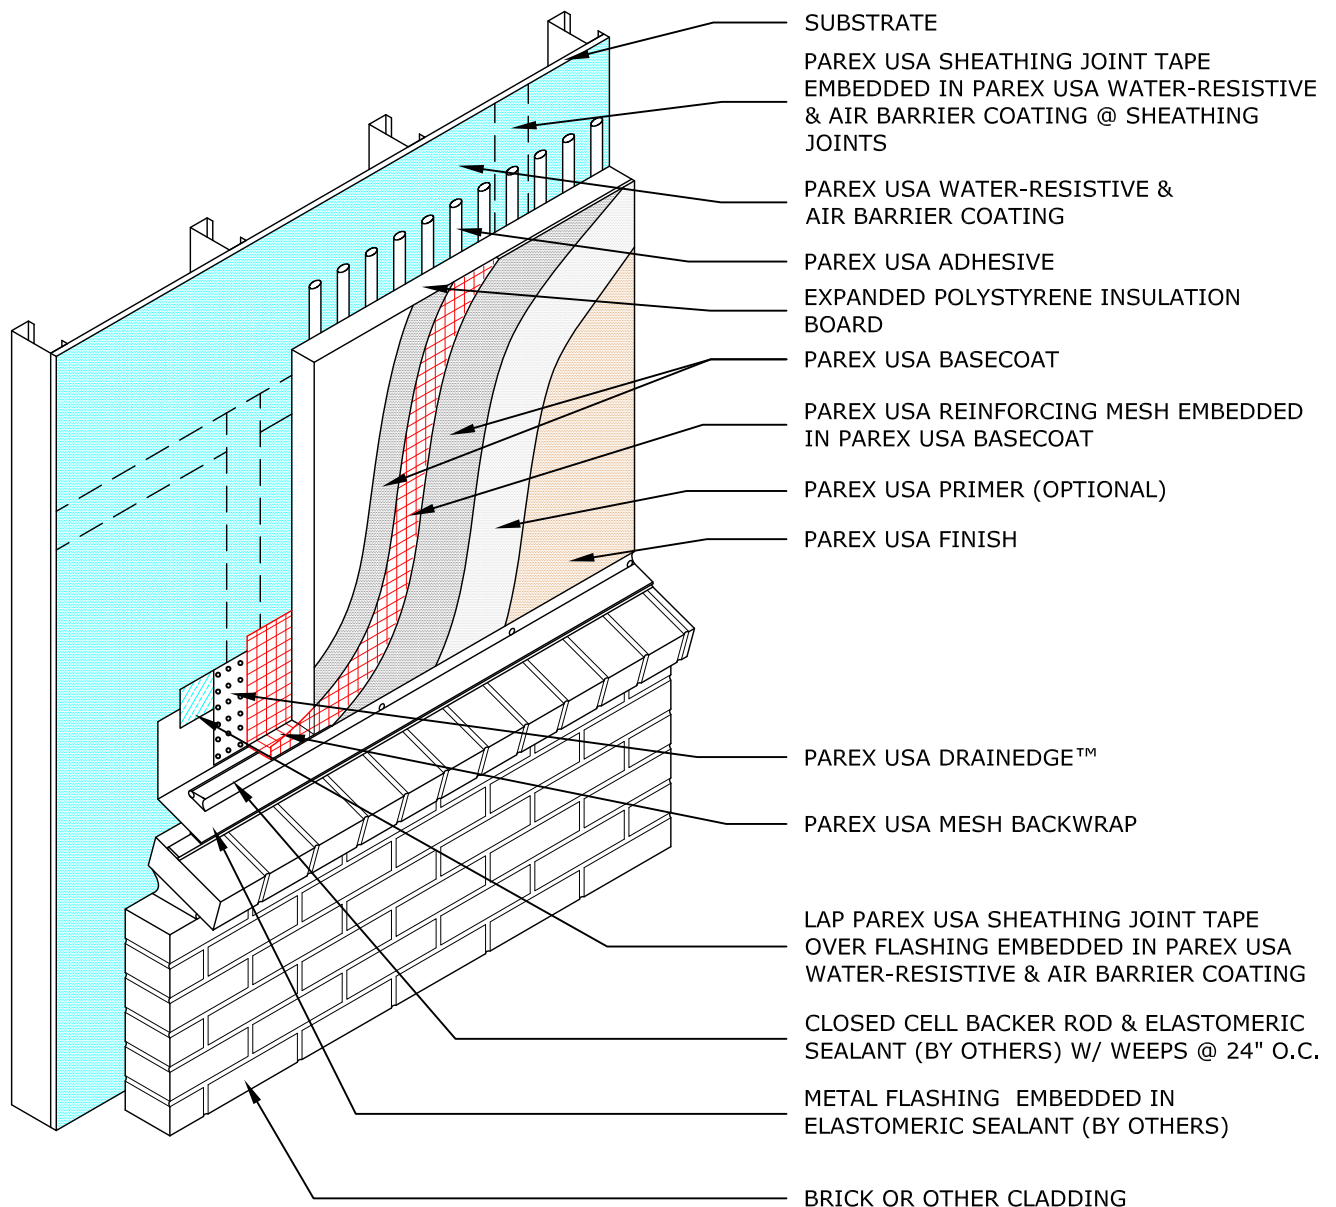 SUBSTRATE
PAREX USA SHEATHING JOINT TAPE
EMBEDDED IN PAREX USA WATER-RESISTIVE
& AIR BARRIER COATING @ SHEATHING
JOINTS
PAREX USA WATER-RESISTIVE &
AIR BARRIER COATING
PAREX USA ADHESIVE
EXPANDED POLYSTYRENE INSULATION
BOARD
PAREX USA BASECOAT
PAREX USA REINFORCING MESH EMBEDDED
IN PAREX USA BASECOAT
PAREX USA PRIMER (OPTIONAL)
PAREX USA FINISH
PAREX USA DRAINEDGE™
PAREX USA MESH BACKWRAP
LAP PAREX USA SHEATHING JOINT TAPE
OVER FLASHING EMBEDDED IN PAREX USA
WATER-RESISTIVE & AIR BARRIER COATING
CLOSED CELL BACKER ROD & ELASTOMERIC
SEALANT (BY OTHERS) W/ WEEPS @ 24" O.C.
METAL FLASHING  EMBEDDED IN
ELASTOMERIC SEALANT (BY OTHERS)
BRICK OR OTHER CLADDING